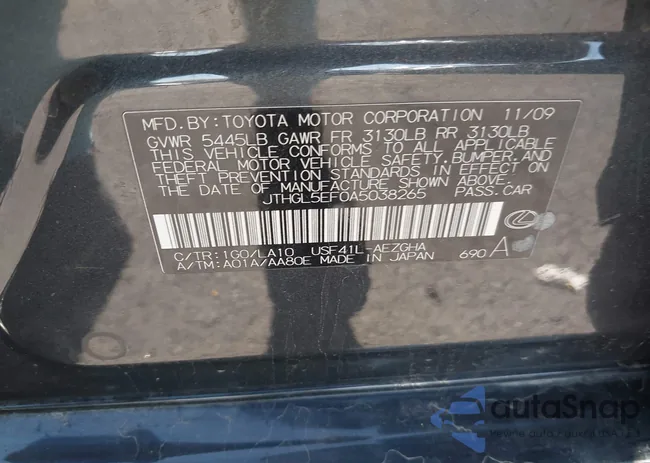 MFD.BY:TOYOTA MOTOR CORPORATION 11/09
GVWR 5445LB GAWR FR 3130LB RR 3130LB
THIS VEHICLE CONFORMS TO ALL APPLICABLE
FEDERAL MOTOR VEHICLE SAFETY, BUMPER, AND
THEFT PREVENTION STANDARDS IN EFFECT ON
THE DATE OF MANUFACTURE SHOWN ABOVE.
JTHGL5EF0A5038265 PASS.CAR
C/TR:1G0/LA10 USF41L-AEZGHA
A/TM:A01A/AA80E MADE IN JAPAN 690 A
autoSnap